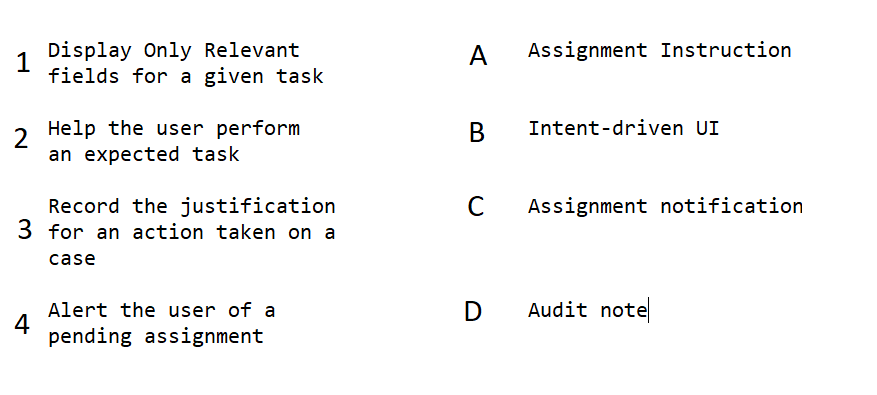 1 Display Only Relevant
fields for a given task
A Assignment Instruction
2 Help the user perform
an expected task
B Intent-driven UI
3 Record the justification
for an action taken on a
case
C Assignment notification
4 Alert the user of a
pending assignment
D Audit note